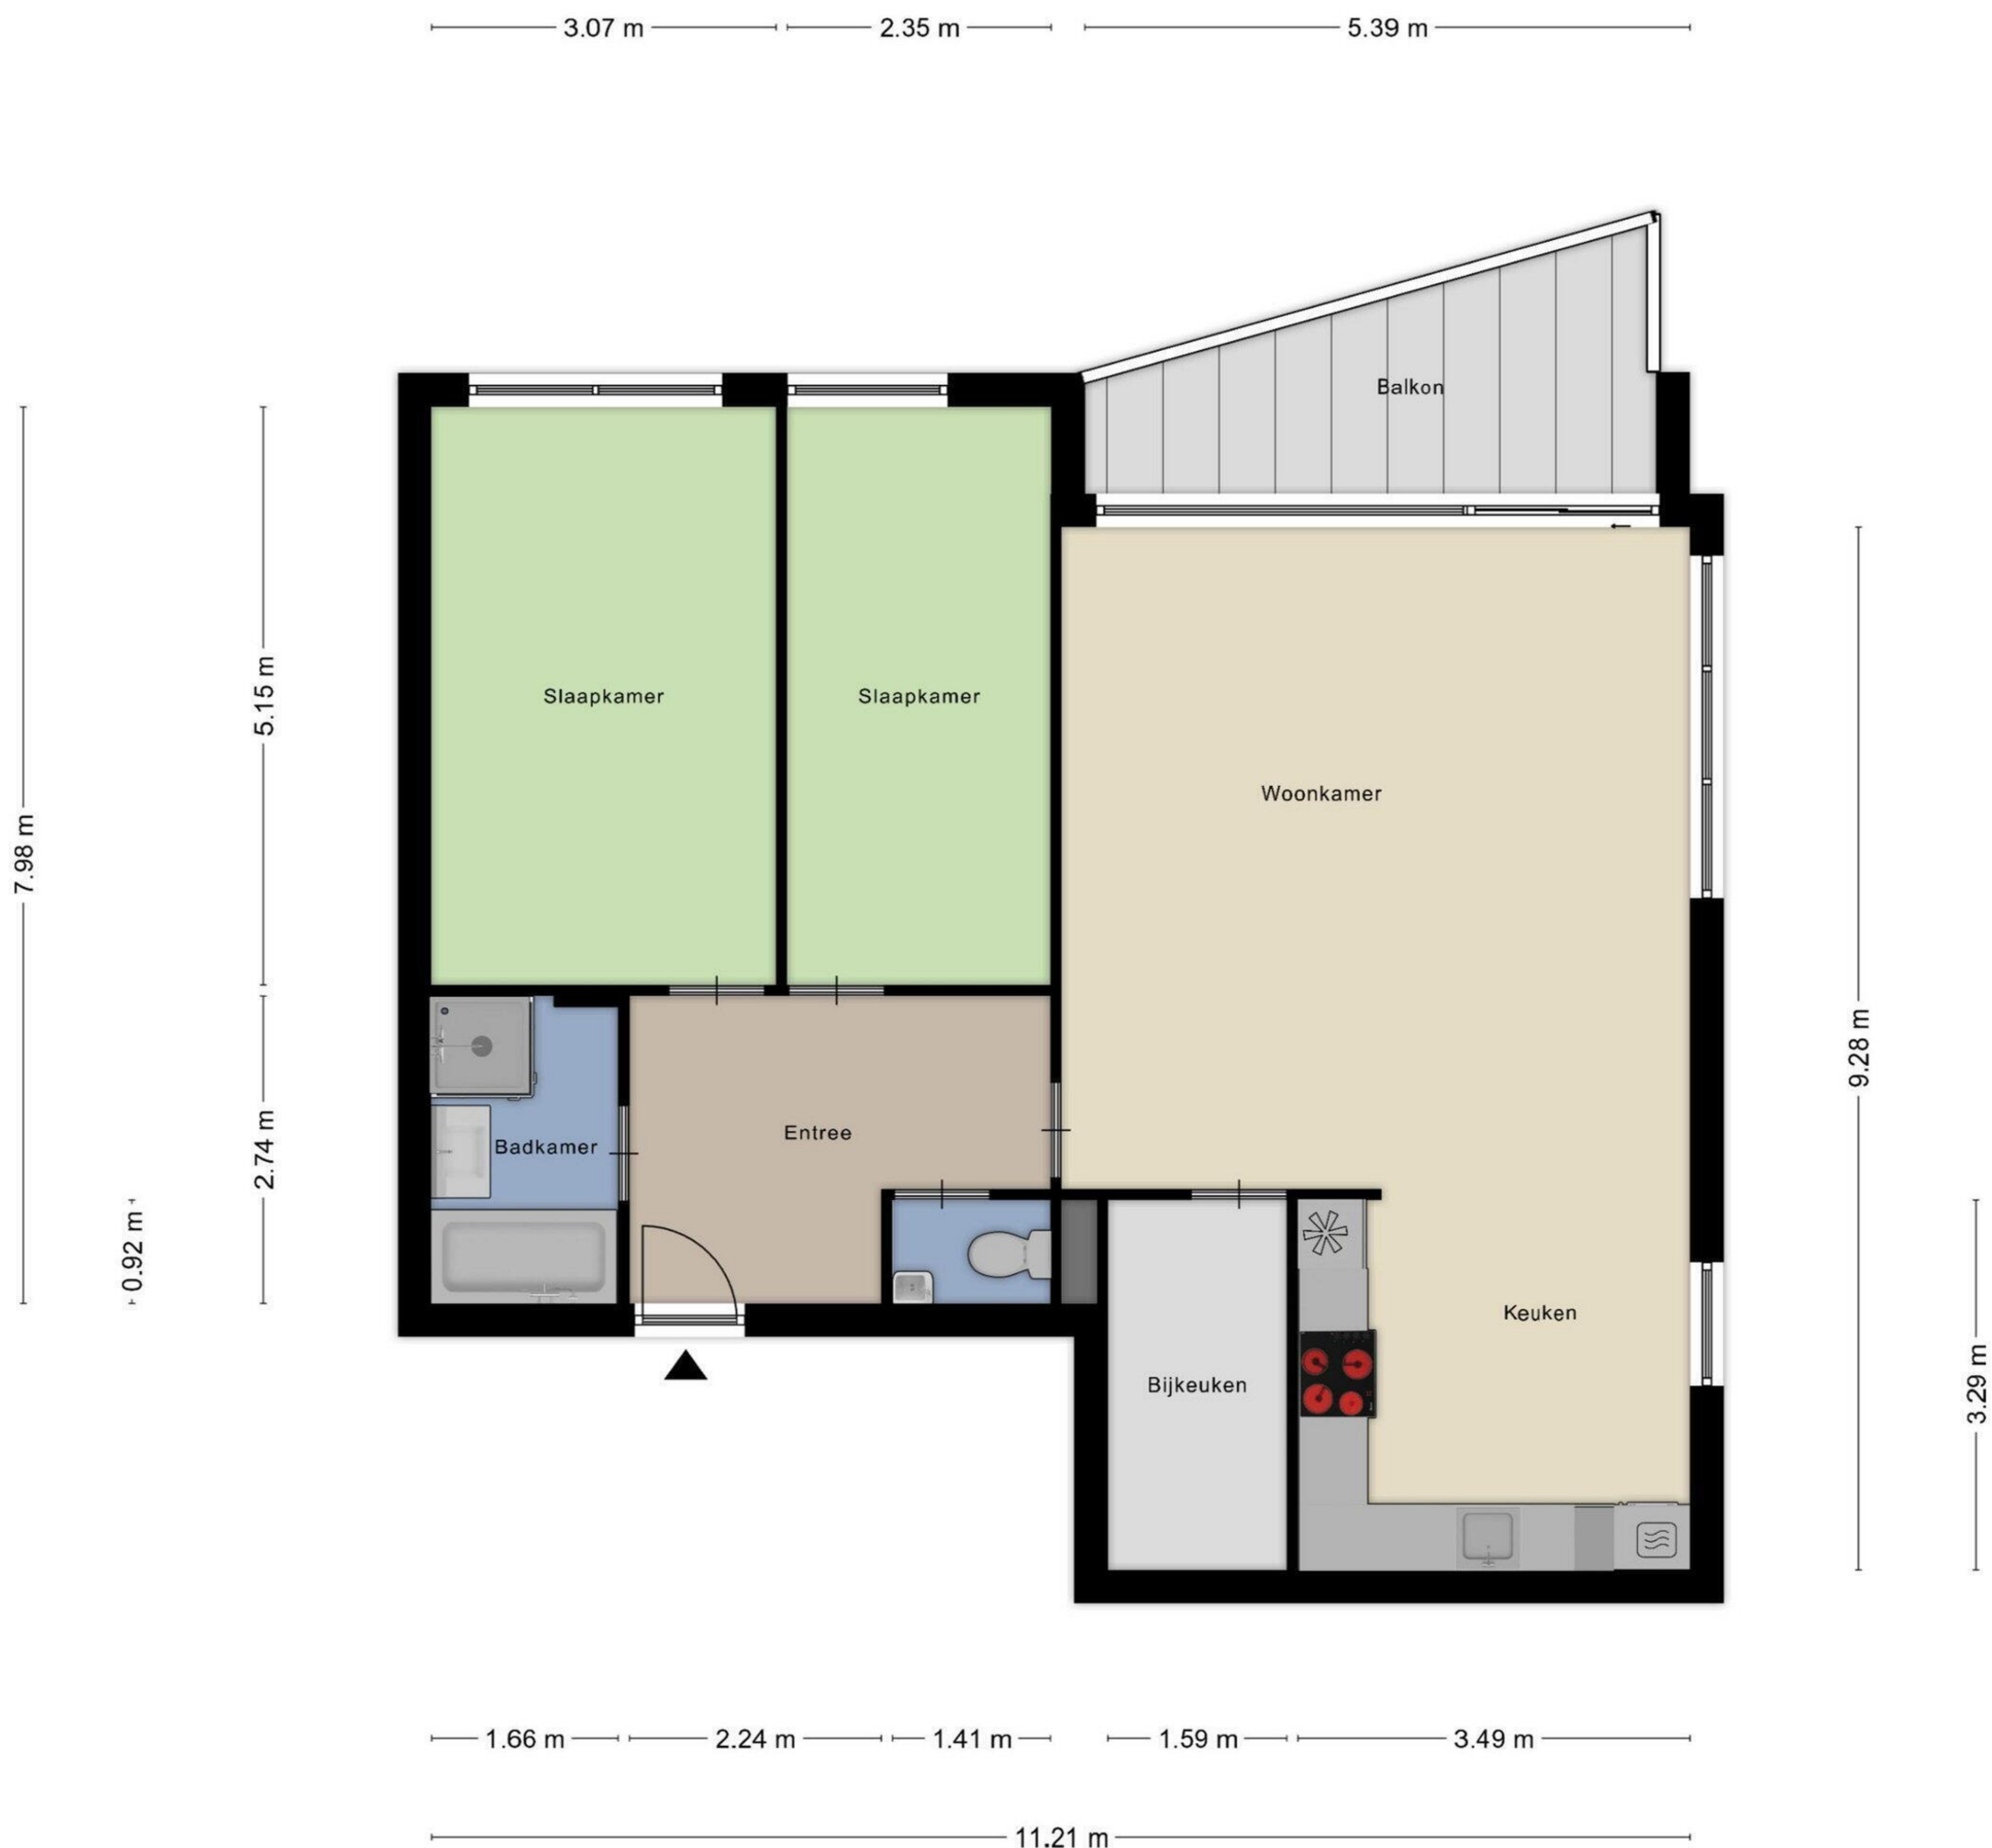 3.07 m
2.35 m
5.39 m
Balkon
Slaapkamer
Slaapkamer
Woonkamer
5.15 m
7.98 m
9.28 m
Entree
Badkamer
2.74 m
0.92 m
Keuken
Bijkeuken
3.29 m
1.66 m
2.24 m
1.41 m
1.59 m
3.49 m
11.21 m